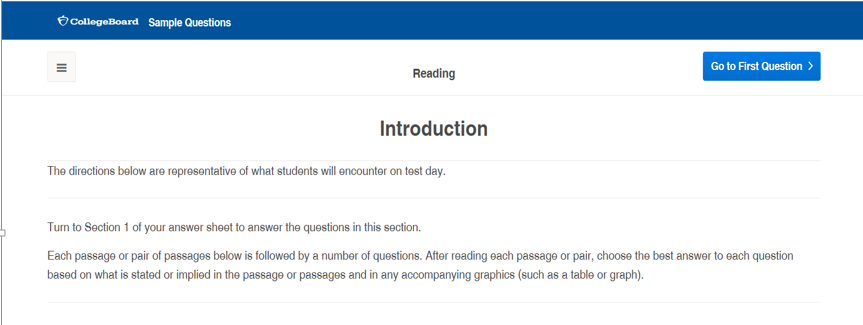 CollegeBoard Sample Questions
Reading
Go to First Question
Introduction
The directions below are representative of what students will encounter on test day.
Turn to Section 1 of your answer sheet to answer the questions in this section.
Each passage or pair of passages below is followed by a number of questions. After reading each passage or pair, choose the best answer to each question
based on what is stated or implied in the passage or passages and in any accompanying graphics (such as a table or graph).